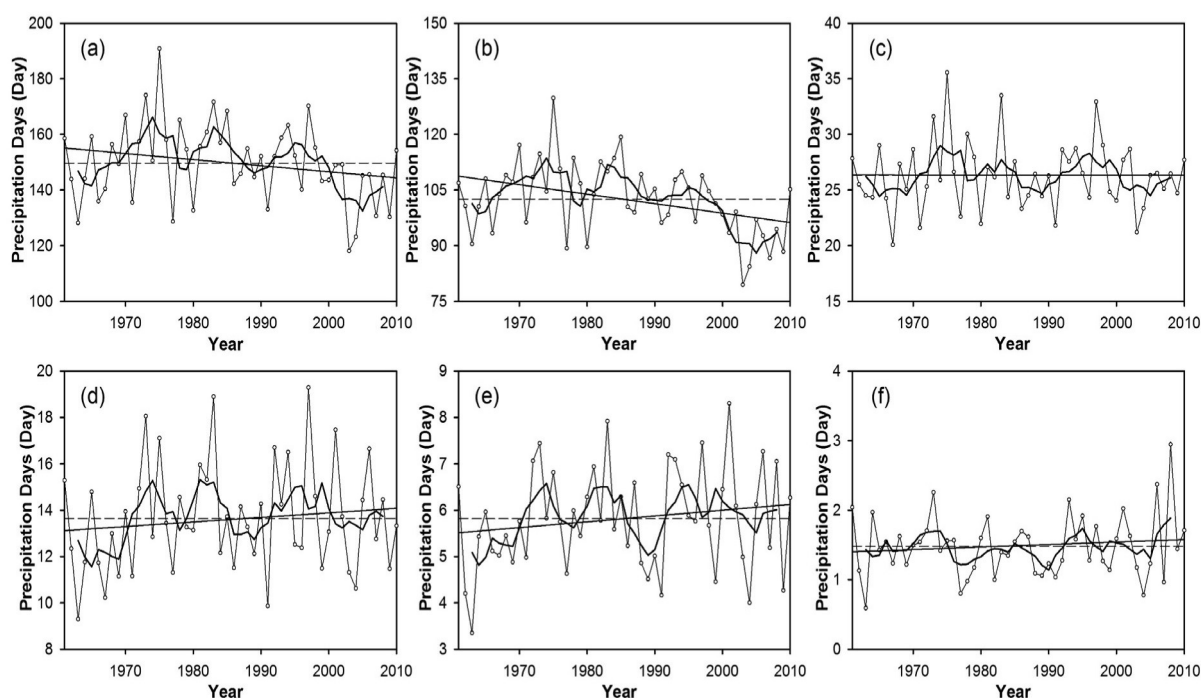 (a)
Precipitation Days (Day)
200
180
160
140
120
100
1970 1980 1990 2000 2010
Year
(b)
Precipitation Days (Day)
150
135
120
105
90
75
1970 1980 1990 2000 2010
Year
(c)
Precipitation Days (Day)
40
35
30
25
20
15
1970 1980 1990 2000 2010
Year
(d)
Precipitation Days (Day)
20
18
16
14
12
10
8
1970 1980 1990 2000 2010
Year
(e)
Precipitation Days (Day)
9
8
7
6
5
4
3
1970 1980 1990 2000 2010
Year
(f)
Precipitation Days (Day)
4
3
2
1
0
1970 1980 1990 2000 2010
Year